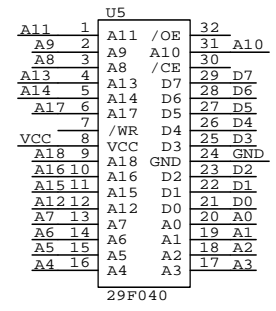 U5
A11 1 A11 /OE 32
A9 2 A9 A10 31 A10
A8 3 A8 /CE 30
A13 4 A13 D7 29 D7
A14 5 A14 D6 28 D6
A17 6 A17 D5 27 D5
7 /WR D4 26 D4
VCC 8 VCC D3 25 D3
A18 9 A18 GND 24 GND
A16 10 A16 D2 23 D2
A15 11 A15 D1 22 D1
A12 12 A12 D0 21 D0
A7 13 A7 A0 20 A0
A6 14 A6 A1 19 A1
A5 15 A5 A2 18 A2
A4 16 A4 A3 17 A3
29F040